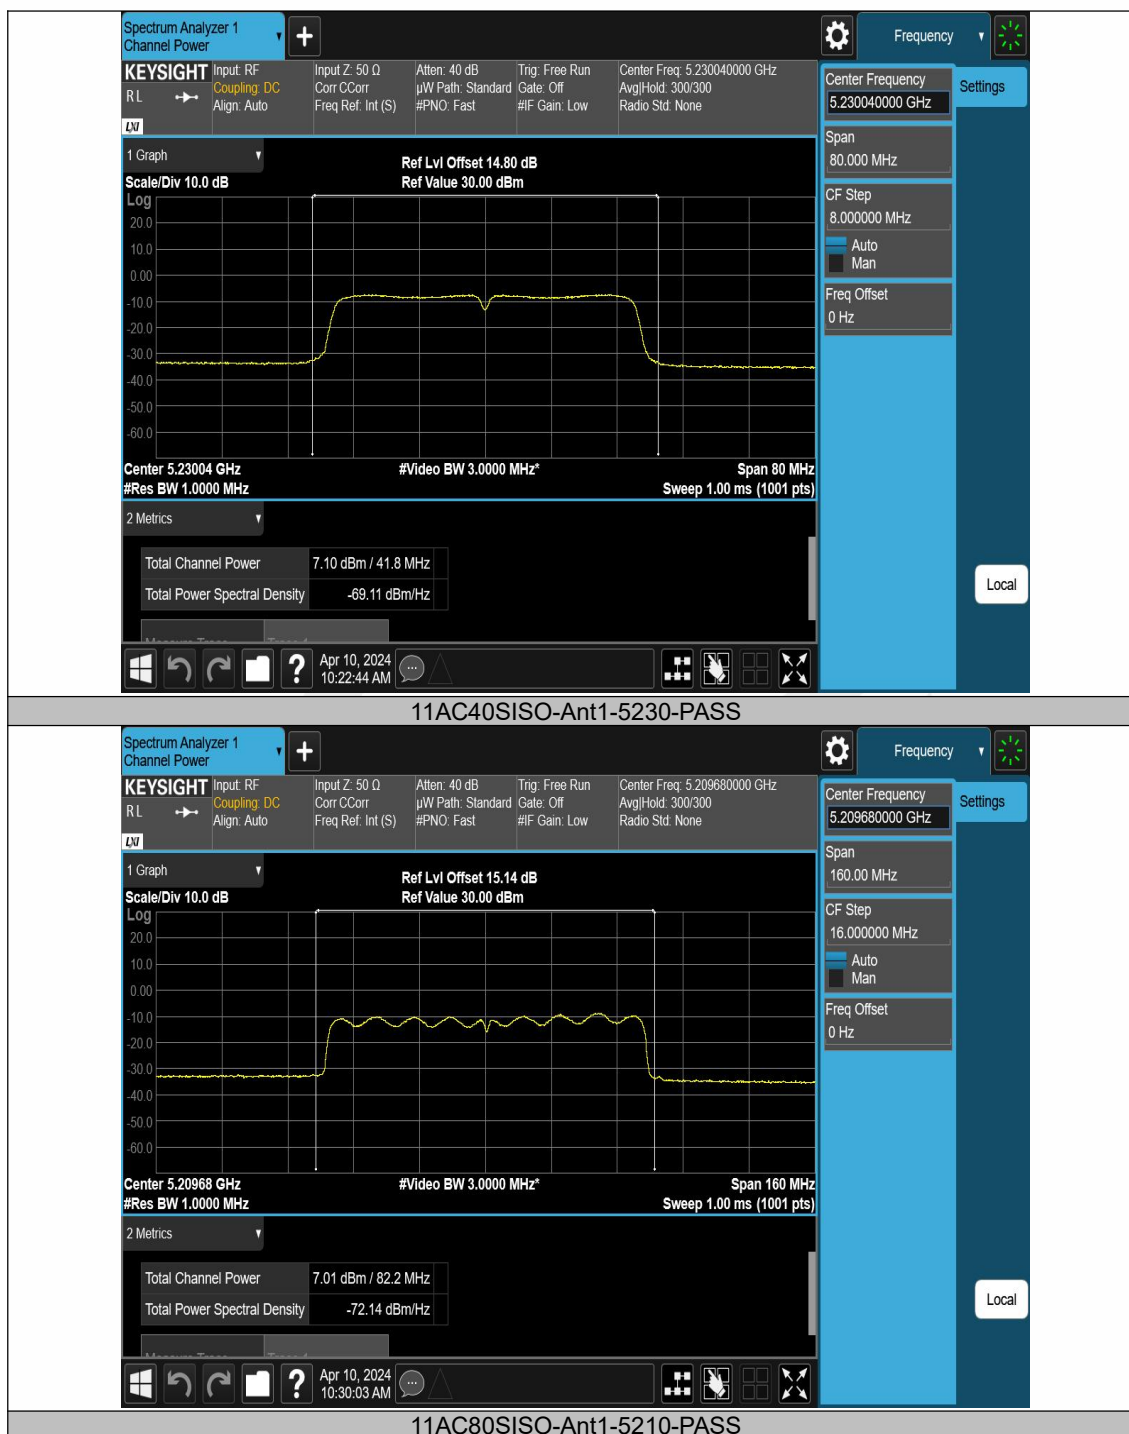 Spectrum Analyzer 1
Channel Power
+
Frequency
KEYSIGHT
RL
LXI
Input: RF
Coupling: DC
Align: Auto
Input Z: 50 Ω
Corr CCorr
Freq Ref: Int (S)
Atten: 40 dB
µW Path: Standard
#PNO: Fast
Trig: Free Run
Gate: Off
#IF Gain: Low
Center Freq: 5.230040000 GHz
Avg|Hold: 300/300
Radio Std: None
Center Frequency
5.230040000 GHz
Settings
Span
80.000 MHz
CF Step
8.000000 MHz
Auto
Man
Freq Offset
0 Hz
Local
1 Graph
Scale/Div 10.0 dB
Ref Lvl Offset 14.80 dB
Ref Value 30.00 dBm
Log
20.0
10.0
0.00
-10.0
-20.0
-30.0
-40.0
-50.0
-60.0
Center 5.23004 GHz
#Video BW 3.0000 MHz*
Span 80 MHz
#Res BW 1.0000 MHz
Sweep 1.00 ms (1001 pts)
2 Metrics
Total Channel Power 7.10 dBm / 41.8 MHz
Total Power Spectral Density -69.11 dBm/Hz
?
Apr 10, 2024
10:22:44 AM
11AC40SISO-Ant1-5230-PASS
Spectrum Analyzer 1
Channel Power
+
Frequency
KEYSIGHT
RL
LXI
Input: RF
Coupling: DC
Align: Auto
Input Z: 50 Ω
Corr CCorr
Freq Ref: Int (S)
Atten: 40 dB
µW Path: Standard
#PNO: Fast
Trig: Free Run
Gate: Off
#IF Gain: Low
Center Freq: 5.209680000 GHz
Avg|Hold: 300/300
Radio Std: None
Center Frequency
5.209680000 GHz
Settings
Span
160.00 MHz
CF Step
16.000000 MHz
Auto
Man
Freq Offset
0 Hz
Local
1 Graph
Scale/Div 10.0 dB
Ref Lvl Offset 15.14 dB
Ref Value 30.00 dBm
Log
20.0
10.0
0.00
-10.0
-20.0
-30.0
-40.0
-50.0
-60.0
Center 5.20968 GHz
#Video BW 3.0000 MHz*
Span 160 MHz
#Res BW 1.0000 MHz
Sweep 1.00 ms (1001 pts)
2 Metrics
Total Channel Power 7.01 dBm / 82.2 MHz
Total Power Spectral Density -72.14 dBm/Hz
?
Apr 10, 2024
10:30:03 AM
11AC80SISO-Ant1-5210-PASS